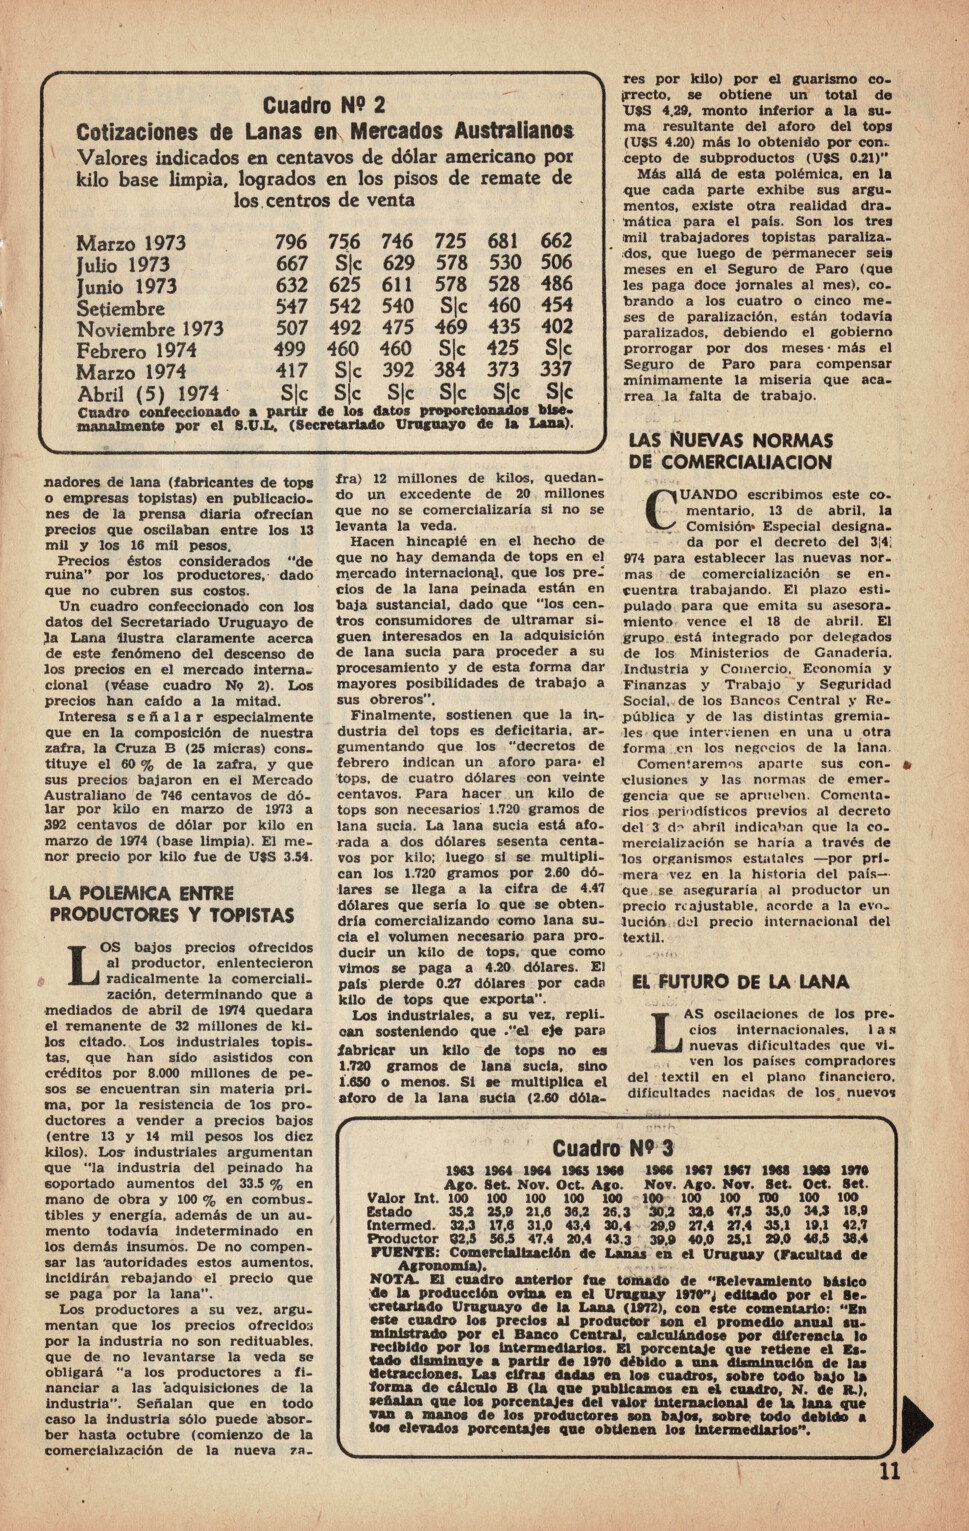 Cuadro Nº 2
Cotizaciones de Lanas en Mercados Australianos
Valores indicados en centavos de dólar americano por
kilo base limpia, logrados en los pisos de remate de
los centros de venta
Marzo 1973 796 756 746 725 681 662
Julio 1973 667 S|c 629 578 530 506
Junio 1973 632 625 611 578 528 486
Setiembre 547 542 540 S|c 460 454
Noviembre 1973 507 492 475 469 435 402
Febrero 1974 499 460 460 S|c 425 S|c
Marzo 1974 417 S|c 392 384 373 337
Abril (5) 1974 S|c S|c S|c S|c S|c S|c
Cuadro confeccionado a partir de los datos proporcionados bise-
manalmente por el S.U.L. (Secretariado Uruguayo de la Lana).
nadores de lana (fabricantes de tops
o empresas topistas) en publicacio-
nes de la prensa diaria ofrecían
precios que oscilaban entre los 13
mil y los 16 mil pesos.
Precios éstos considerados "de
ruina" por los productores, dado
que no cubren sus costos.
Un cuadro confeccionado con los
datos del Secretariado Uruguayo de
la Lana ilustra claramente acerca
de este fenómeno del descenso de
los precios en el mercado interna-
cional (véase cuadro Nº 2). Los
precios han caído a la mitad.
Interesa señalar especialmente
que en la composición de nuestra
zafra, la Cruza B (25 micras) cons-
tituye el 60 % de la zafra, y que
sus precios bajaron en el Mercado
Australiano de 746 centavos de dó-
lar por kilo en marzo de 1973 a
392 centavos de dólar por kilo en
marzo de 1974 (base limpia). El me-
nor precio por kilo fue de U$S 3.54.
LA POLEMICA ENTRE
PRODUCTORES Y TOPISTAS
LOS bajos precios ofrecidos
al productor, enlentecieron
radicalmente la comerciali-
zación, determinando que a
mediados de abril de 1974 quedara
el remanente de 32 millones de ki-
los citado. Los industriales topis-
tas, que han sido asistidos con
créditos por 8.000 millones de pe-
sos se encuentran sin materia pri-
ma, por la resistencia de los pro-
ductores a vender a precios bajos
(entre 13 y 14 mil pesos los diez
kilos). Los industriales argumentan
que "la industria del peinado ha
soportado aumentos del 33.5 % en
mano de obra y 100 % en combus-
tibles y energía, además de un au-
mento todavía indeterminado en
los demás insumos. De no compen-
sar las autoridades estos aumentos,
incidirán rebajando el precio que
se paga por la lana".
Los productores a su vez, argu-
mentan que los precios ofrecidos
por la industria no son redituables,
que de no levantarse la veda se
obligará "a los productores a fi-
nanciar a las adquisiciones de la
industria". Señalan que en todo
caso la industria sólo puede absor-
ber hasta octubre (comienzo de la
comercialización de la nueva za-
fra) 12 millones de kilos, quedan-
do un excedente de 20 millones
que no se comercializaría si no se
levanta la veda.
Hacen hincapié en el hecho de
que no hay demanda de tops en el
mercado internacional, que los pre-
cios de la lana peinada están en
baja sustancial, dado que "los cen-
tros consumidores de ultramar si-
guen interesados en la adquisición
de lana sucia para proceder a su
procesamiento y de esta forma dar
mayores posibilidades de trabajo a
sus obreros".
Finalmente, sostienen que la in-
dustria del tops es deficitaria, ar-
gumentando que los "decretos de
febrero indican un aforo para el
tops, de cuatro dólares con veinte
centavos. Para hacer un kilo de
tops son necesarios 1.720 gramos de
lana sucia. La lana sucia está afo-
rada a dos dólares sesenta centa-
vos por kilo; luego si se multipli-
can los 1.720 gramos por 2.60 dó-
lares se llega a la cifra de 4.47
dólares que sería lo que se obten-
dría comercializando como lana su-
cia el volumen necesario para pro-
ducir un kilo de tops, que como
vimos se paga a 4.20 dólares. El
país pierde 0.27 dólares por cada
kilo de tops que exporta".
Los industriales, a su vez, repli-
can sosteniendo que "el eje para
fabricar un kilo de tops no es
1.720 gramos de lana sucia, sino
1.650 o menos. Si se multiplica el
aforo de la lana sucia (2.60 dóla-
res por kilo) por el guarismo co-
rrecto, se obtiene un total de
U$S 4.29, monto inferior a la su-
ma resultante del aforo del tops
(U$S 4.20) más lo obtenido por con-
cepto de subproductos (U$S 0.21)"
Más allá de esta polémica, en la
que cada parte exhibe sus argu-
mentos, existe otra realidad dra-
mática para el país. Son los tres
mil trabajadores topistas paraliza-
dos, que luego de permanecer seis
meses en el Seguro de Paro (que
les paga doce jornales al mes), co-
brando a los cuatro o cinco me-
ses de paralización, están todavía
paralizados, debiendo el gobierno
prorrogar por dos meses más el
Seguro de Paro para compensar
mínimamente la miseria que aca-
rrea la falta de trabajo.
LAS NUEVAS NORMAS
DE COMERCIALIACION
CUANDO escribimos este co-
mentario, 13 de abril, la
Comisión Especial designa-
da por el decreto del 3|4|
974 para establecer las nuevas nor-
mas de comercialización se en-
cuentra trabajando. El plazo esti-
pulado para que emita su asesora-
miento vence el 18 de abril. El
grupo está integrado por delegados
de los Ministerios de Ganadería,
Industria y Comercio, Economía y
Finanzas y Trabajo y Seguridad
Social, de los Bancos Central y Re-
pública y de las distintas gremia-
les que intervienen en una u otra
forma en los negocios de la lana.
Comentaremos aparte sus con-
clusiones y las normas de emer-
gencia que se aprueben. Comenta-
rios periodísticos previos al decreto
del 3 de abril indicaban que la co-
mercialización se haría a través de
los organismos estatales —por pri-
mera vez en la historia del país—
que se aseguraría al productor un
precio reajustable, acorde a la evo-
lución del precio internacional del
textil.
EL FUTURO DE LA LANA
LAS oscilaciones de los pre-
cios internacionales, las
nuevas dificultades que vi-
ven los países compradores
del textil en el plano financiero,
dificultades nacidas de los nuevos
Cuadro Nº 3
1963 1964 1964 1965 1966 1966 1967 1967 1968 1969 1970
Ago. Set. Nov. Oct. Ago. Nov. Ago. Nov. Set. Oct. Set.
Valor Int. 100 100 100 100 100 100 100 100 100 100 100
Estado 35,2 25,9 21,6 36,2 26,3 30,2 32,6 47,5 35,0 34,3 18,9
Intermed. 32,3 17,6 31,0 43,4 30.4 29,9 27,4 27,4 35,1 19,1 42,7
Productor 32,5 56,5 47,4 20,4 43.3 39,9 40,0 25,1 29,0 46,5 38,4
FUENTE: Comercialización de Lanas en el Uruguay (Facultad de
Agronomía).
NOTA. El cuadro anterior fue tomado de "Relevamiento básico
de la producción ovina en el Uruguay 1970", editado por el Se-
cretariado Uruguayo de la Lana (1972), con este comentario: "En
este cuadro los precios al productor son el promedio anual su-
ministrado por el Banco Central, calculándose por diferencia lo
recibido por los intermediarios. El porcentaje que retiene el Es-
tado disminuye a partir de 1970 débido a una disminución de las
detracciones. Las cifras dadas en los cuadros, sobre todo bajo la
forma de cálculo B (la que publicamos en el cuadro, N. de R.),
señalan que los porcentajes del valor internacional de la lana que
van a manos de los productores son bajos, sobre todo debido a
los elevados porcentajes que obtienen los intermediarios".
11